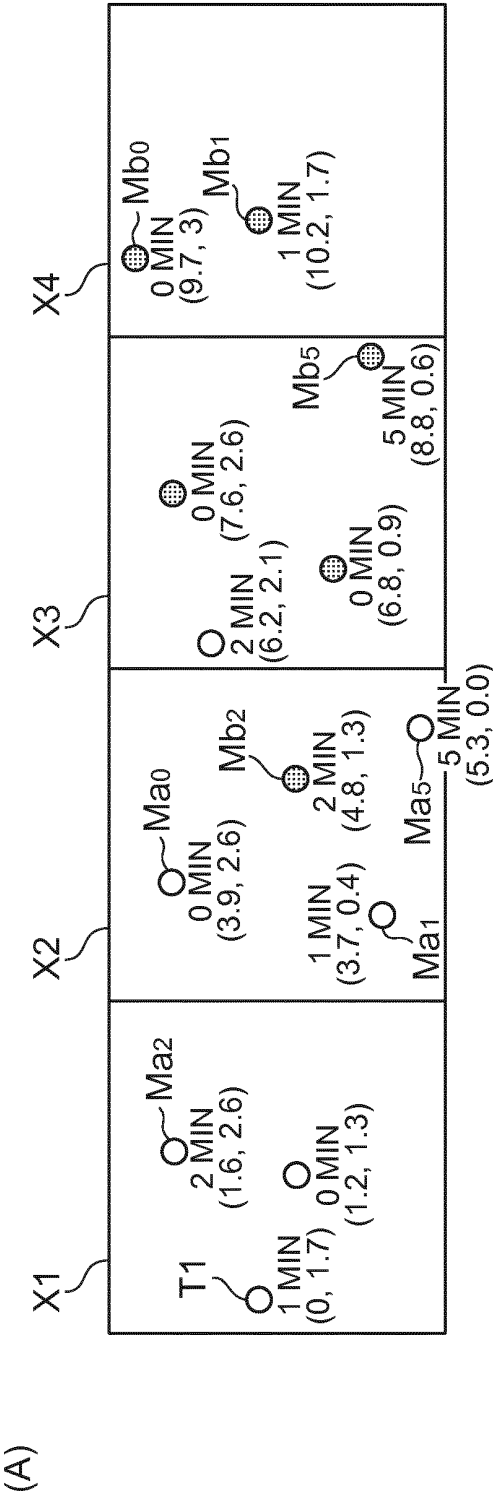 (A)
X1
X2
X3
X4
T1
1 MIN
(0, 1.7)
Ma2
2 MIN
(1.6, 2.6)
0 MIN
(1.2, 1.3)
Ma0
0 MIN
(3.9, 2.6)
1 MIN
(3.7, 0.4)
Ma1
Mb2
2 MIN
(4.8, 1.3)
Ma5
5 MIN
(5.3, 0.0)
2 MIN
(6.2, 2.1)
0 MIN
(7.6, 2.6)
0 MIN
(6.8, 0.9)
Mb5
5 MIN
(8.8, 0.6)
Mb0
0 MIN
(9.7, 3)
Mb1
1 MIN
(10.2, 1.7)